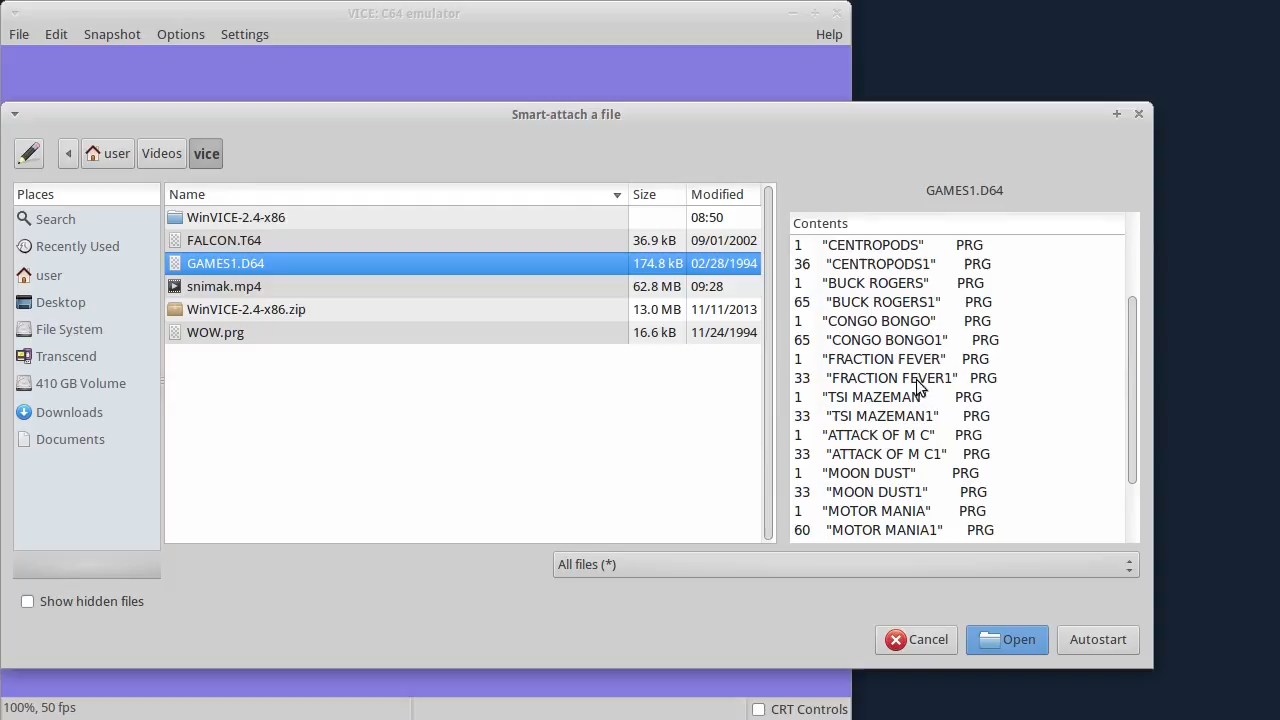 VICE: C64 emulator
File Edit Snapshot Options Settings Help
Smart-attach a file
user Videos vice
GAMES1.D64
Places
Search
Recently Used
user
Desktop
File System
Transcend
410 GB Volume
Downloads
Documents
Name Size Modified
WinVICE-2.4-x86 08:50
FALCON.T64 36.9 kB 09/01/2002
GAMES1.D64 174.8 kB 02/28/1994
snimak.mp4 62.8 MB 09:28
WinVICE-2.4-x86.zip 13.0 MB 11/11/2013
WOW.prg 16.6 kB 11/24/1994
Contents
1 "CENTROPODS" PRG
36 "CENTROPODS1" PRG
1 "BUCK ROGERS" PRG
65 "BUCK ROGERS1" PRG
1 "CONGO BONGO" PRG
65 "CONGO BONGO1" PRG
1 "FRACTION FEVER" PRG
33 "FRACTION FEVER1" PRG
1 "TSI MAZEMAN" PRG
33 "TSI MAZEMAN1" PRG
1 "ATTACK OF M C" PRG
33 "ATTACK OF M C1" PRG
1 "MOON DUST" PRG
33 "MOON DUST1" PRG
1 "MOTOR MANIA" PRG
60 "MOTOR MANIA1" PRG
All files (*)
Show hidden files
Cancel Open Autostart
100%, 50 fps
CRT Controls